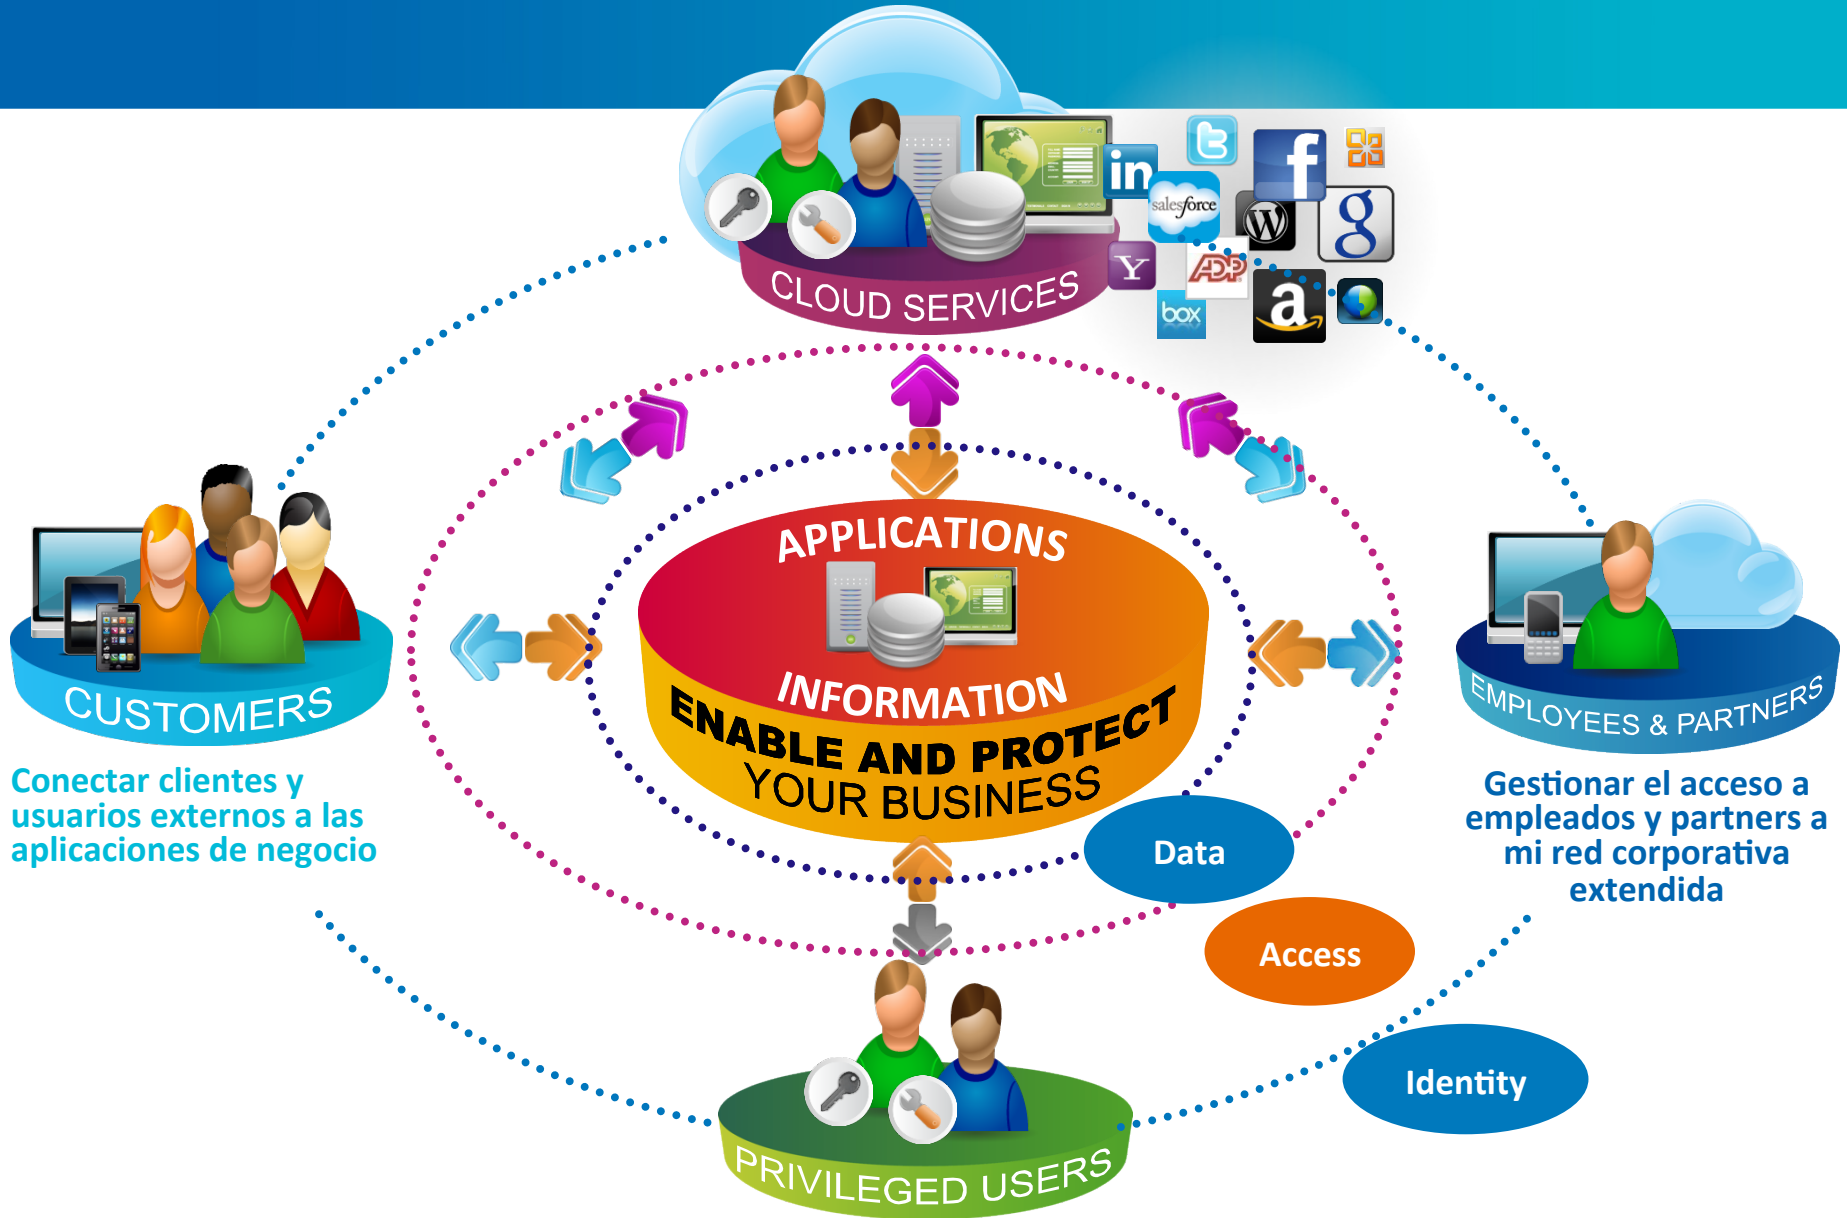 in
salesforce
Y
ADP
box
a
f
g
W
t
CLOUD SERVICES
APPLICATIONS
INFORMATION
ENABLE AND PROTECT
YOUR BUSINESS
CUSTOMERS
Conectar clientes y
usuarios externos a las
aplicaciones de negocio
EMPLOYEES & PARTNERS
Gestionar el acceso a
empleados y partners a
mi red corporativa
extendida
Data
Access
Identity
PRIVILEGED USERS